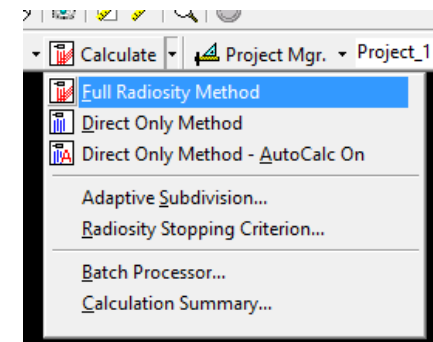 Calculate Project Mgr. Project_1
Full Radiosity Method
Direct Only Method
Direct Only Method - AutoCalc On
Adaptive Subdivision...
Radiosity Stopping Criterion...
Batch Processor...
Calculation Summary...